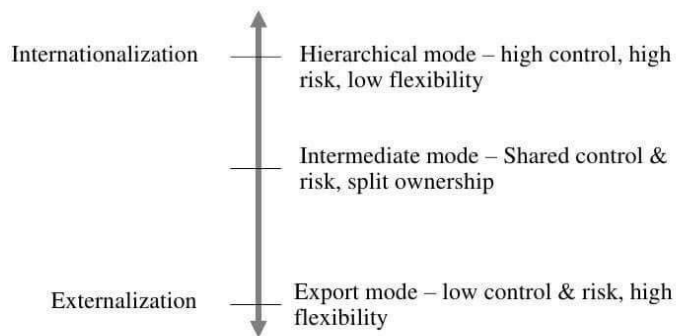 Internationalization
Hierarchical mode – high control, high
risk, low flexibility
Intermediate mode – Shared control &
risk, split ownership
Externalization
Export mode – low control & risk, high
flexibility